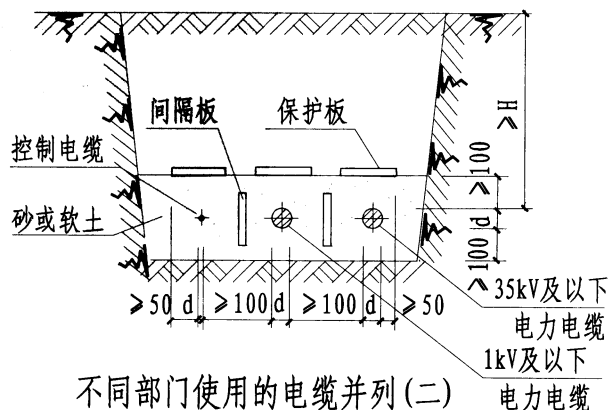 间隔板
保护板
控制电缆
砂或软土
≥H
≥100
d
≥100
≥50
d
≥100
d
≥100
d
≥50
35kV及以下
电力电缆
1kV及以下
电力电缆
不同部门使用的电缆并列(二)